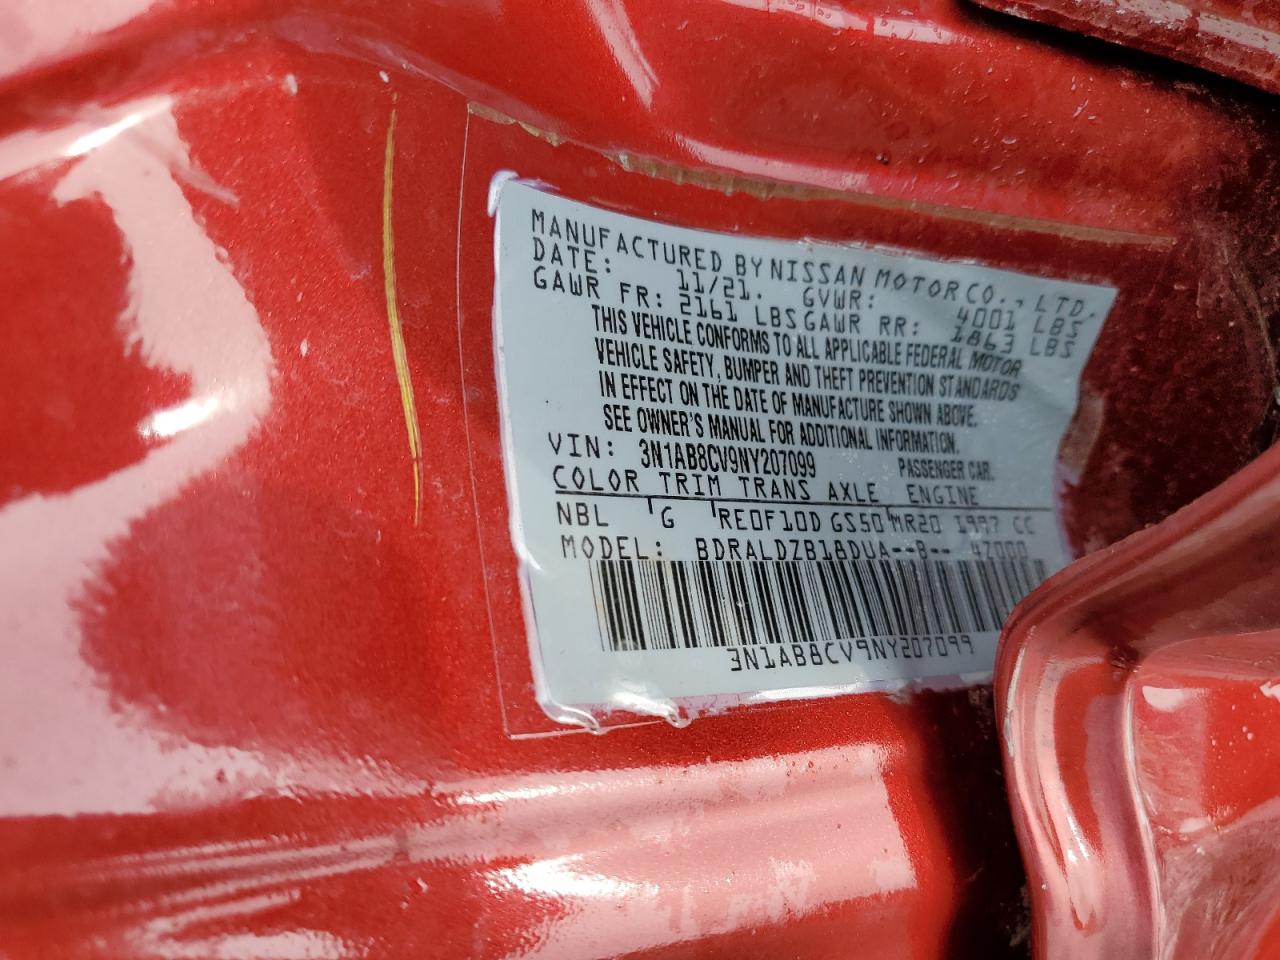 MANUFACTURED BY NISSAN MOTOR CO., LTD.
DATE: 11/21. GVWR: 4001 LBS
GAWR FR: 2161 LBS GAWR RR: 1863 LBS
THIS VEHICLE CONFORMS TO ALL APPLICABLE FEDERAL MOTOR
VEHICLE SAFETY, BUMPER AND THEFT PREVENTION STANDARDS
IN EFFECT ON THE DATE OF MANUFACTURE SHOWN ABOVE.
SEE OWNER'S MANUAL FOR ADDITIONAL INFORMATION.
VIN: 3N1AB8CV9NY207099 PASSENGER CAR.
COLOR TRIM TRANS AXLE ENGINE
NBL G RE0F10D GS50 MR20 1997 CC
MODEL: BDRALDZB18DUA--B-- 4Z000
3N1AB8CV9NY207099